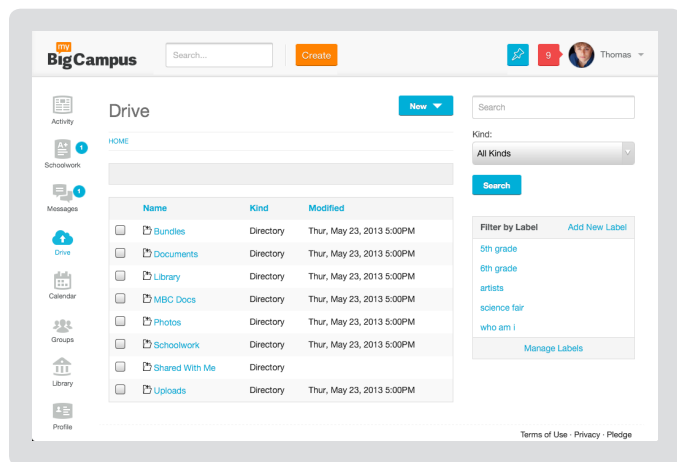 my
BigCampus
Search...
Create
9
Thomas
Activity
A+
1
Schoolwork
1
Messages
Drive
Calendar
Groups
Library
Profile
Drive
New
HOME
Name Kind Modified
Bundles Directory Thur, May 23, 2013 5:00PM
Documents Directory Thur, May 23, 2013 5:00PM
Library Directory Thur, May 23, 2013 5:00PM
MBC Docs Directory Thur, May 23, 2013 5:00PM
Photos Directory Thur, May 23, 2013 5:00PM
Schoolwork Directory Thur, May 23, 2013 5:00PM
Shared With Me Directory
Uploads Directory Thur, May 23, 2013 5:00PM
Search
Kind:
All Kinds
Search
Filter by Label Add New Label
5th grade
6th grade
artists
science fair
who am i
Manage Labels
Terms of Use · Privacy · Pledge